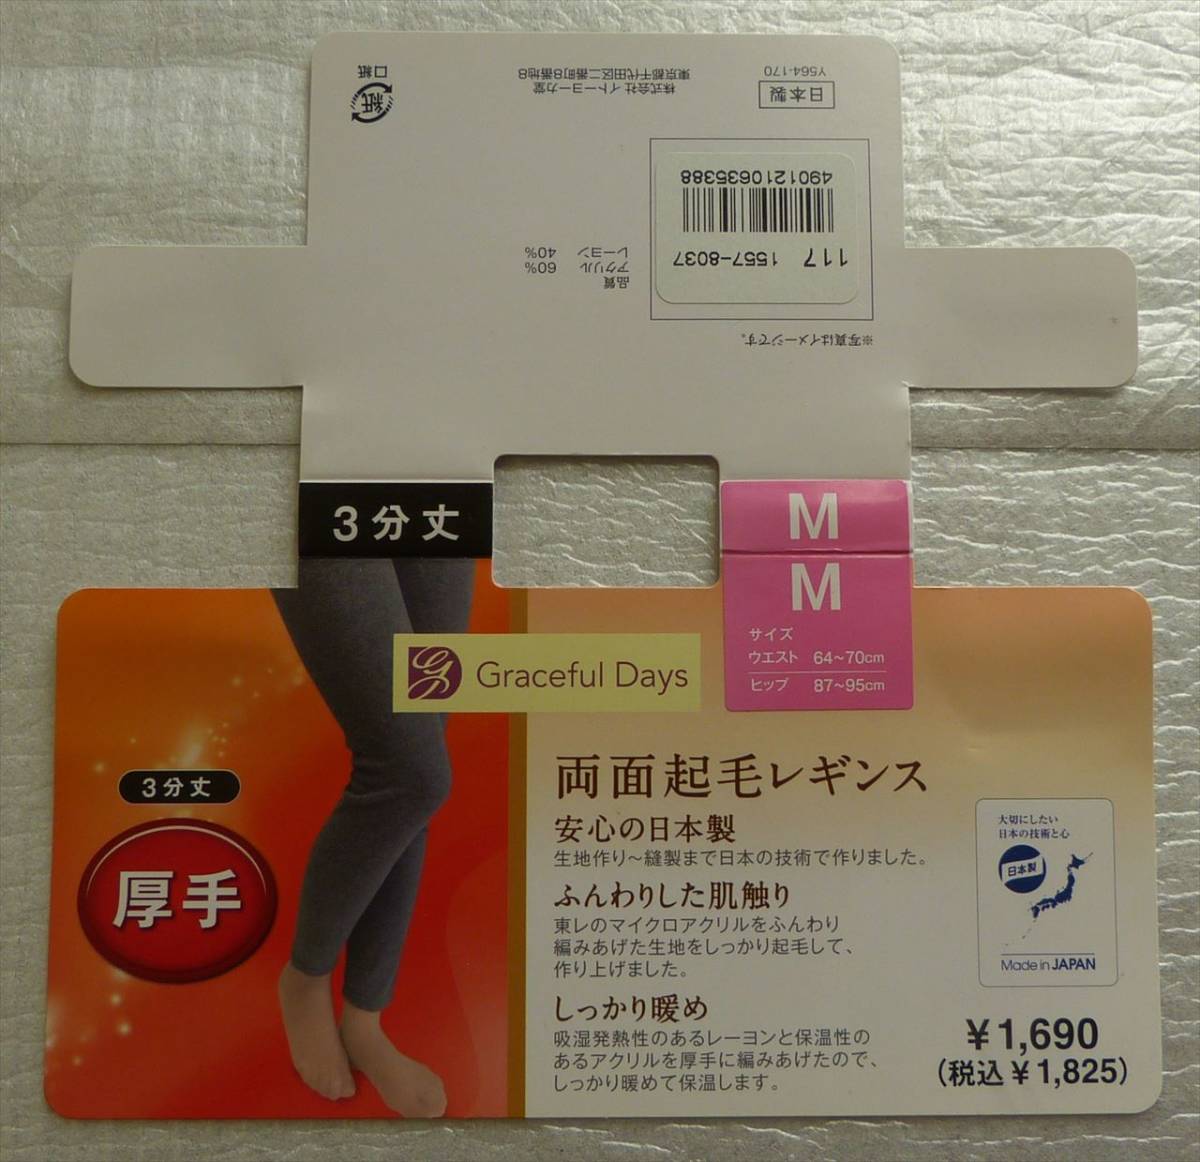 口紙
紙
株式会社 イトーヨーカ堂
東京都千代田区二番町8番地8
Y564-170
日本製
4901210635388
117 1557-8037
品質
アクリル 60%
レーヨン 40%
※写真はイメージです。
3分丈
M
M
サイズ
ウエスト 64~70cm
ヒップ 87~95cm
Graceful Days
3分丈
厚手
両面起毛レギンス
安心の日本製
生地作り~縫製まで日本の技術で作りました。
ふんわりした肌触り
東レのマイクロアクリルをふんわり
編みあげた生地をしっかり起毛して、
作り上げました。
しっかり暖め
吸湿発熱性のあるレーヨンと保温性の
あるアクリルを厚手に編みあげたので、
しっかり暖めて保温します。
大切にしたい
日本の技術と心
日本製
Made in JAPAN
¥1,690
(税込¥1,825)